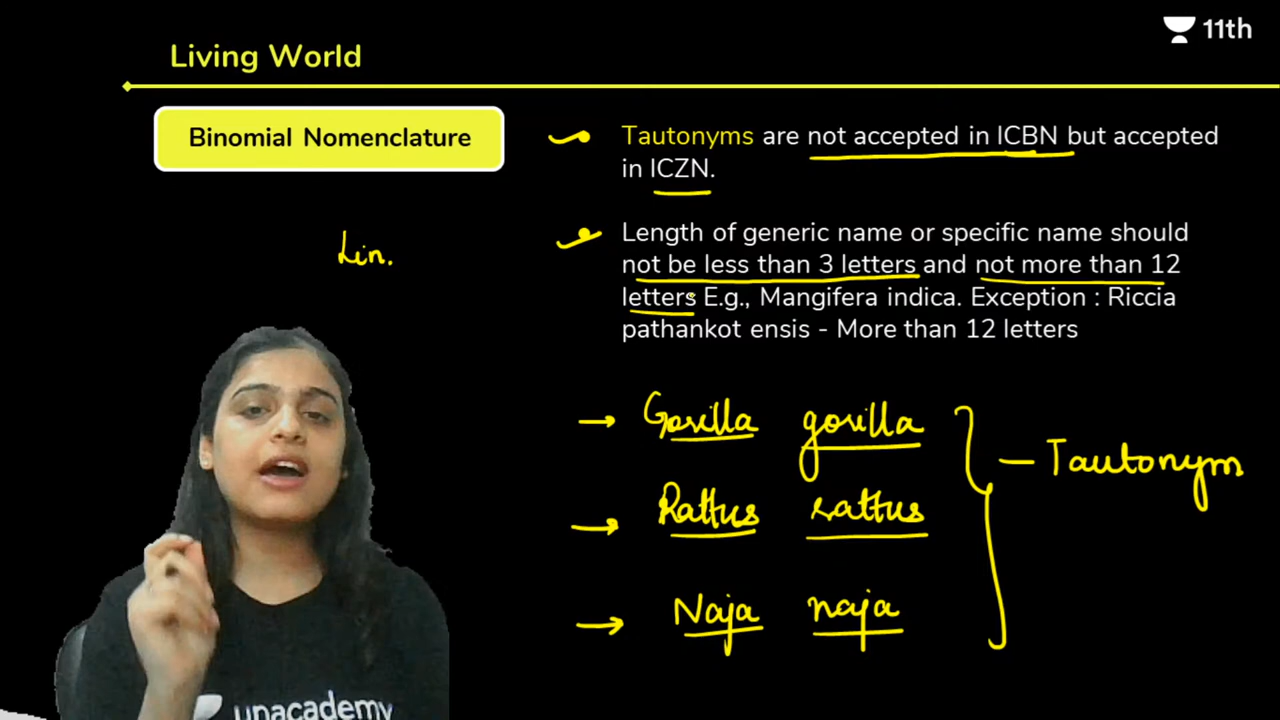 11th
Living World
Binomial Nomenclature
Tautonyms are not accepted in ICBN but accepted
in ICZN.
Length of generic name or specific name should
not be less than 3 letters and not more than 12
letters E.g., Mangifera indica. Exception : Riccia
pathankot ensis - More than 12 letters
Lin.
Gorilla gorilla
Rattus rattus
Naja naja
Tautonym
unacademy